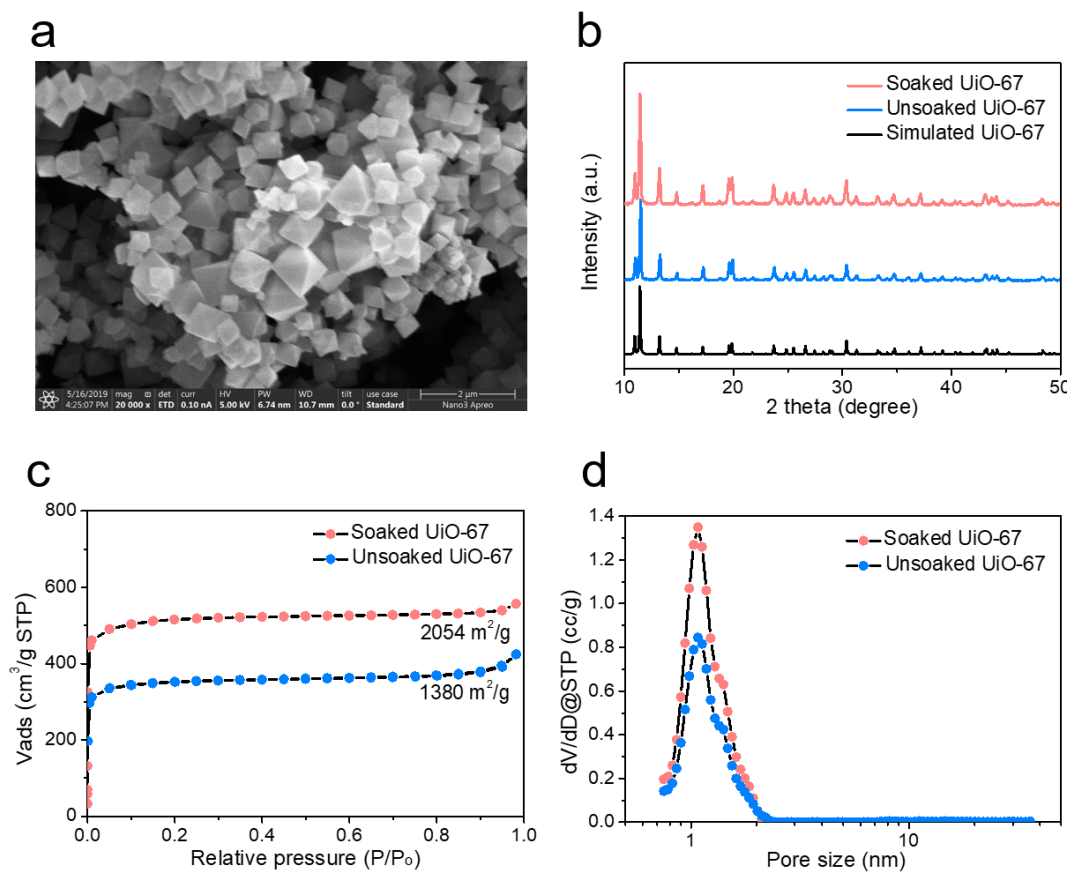 a
5/16/2019 mag det curr HV PW WD tilt use case 2 µm
4:25:07 PM 20 000 x ETD 0.10 nA 5.00 kV 6.74 nm 10.7 mm 0.0 ° Standard Nano3 Apreo
b
Soaked UiO-67
Unsoaked UiO-67
Simulated UiO-67
Intensity (a.u.)
10 20 30 40 50
2 theta (degree)
c
800
600
400
200
0
Soaked UiO-67
Unsoaked UiO-67
2054 m²/g
1380 m²/g
Vads (cm³/g STP)
0.0 0.2 0.4 0.6 0.8 1.0
Relative pressure (P/P₀)
d
1.4
1.2
1.0
0.8
0.6
0.4
0.2
0.0
Soaked UiO-67
Unsoaked UiO-67
dV/dD@STP (cc/g)
1 10
Pore size (nm)